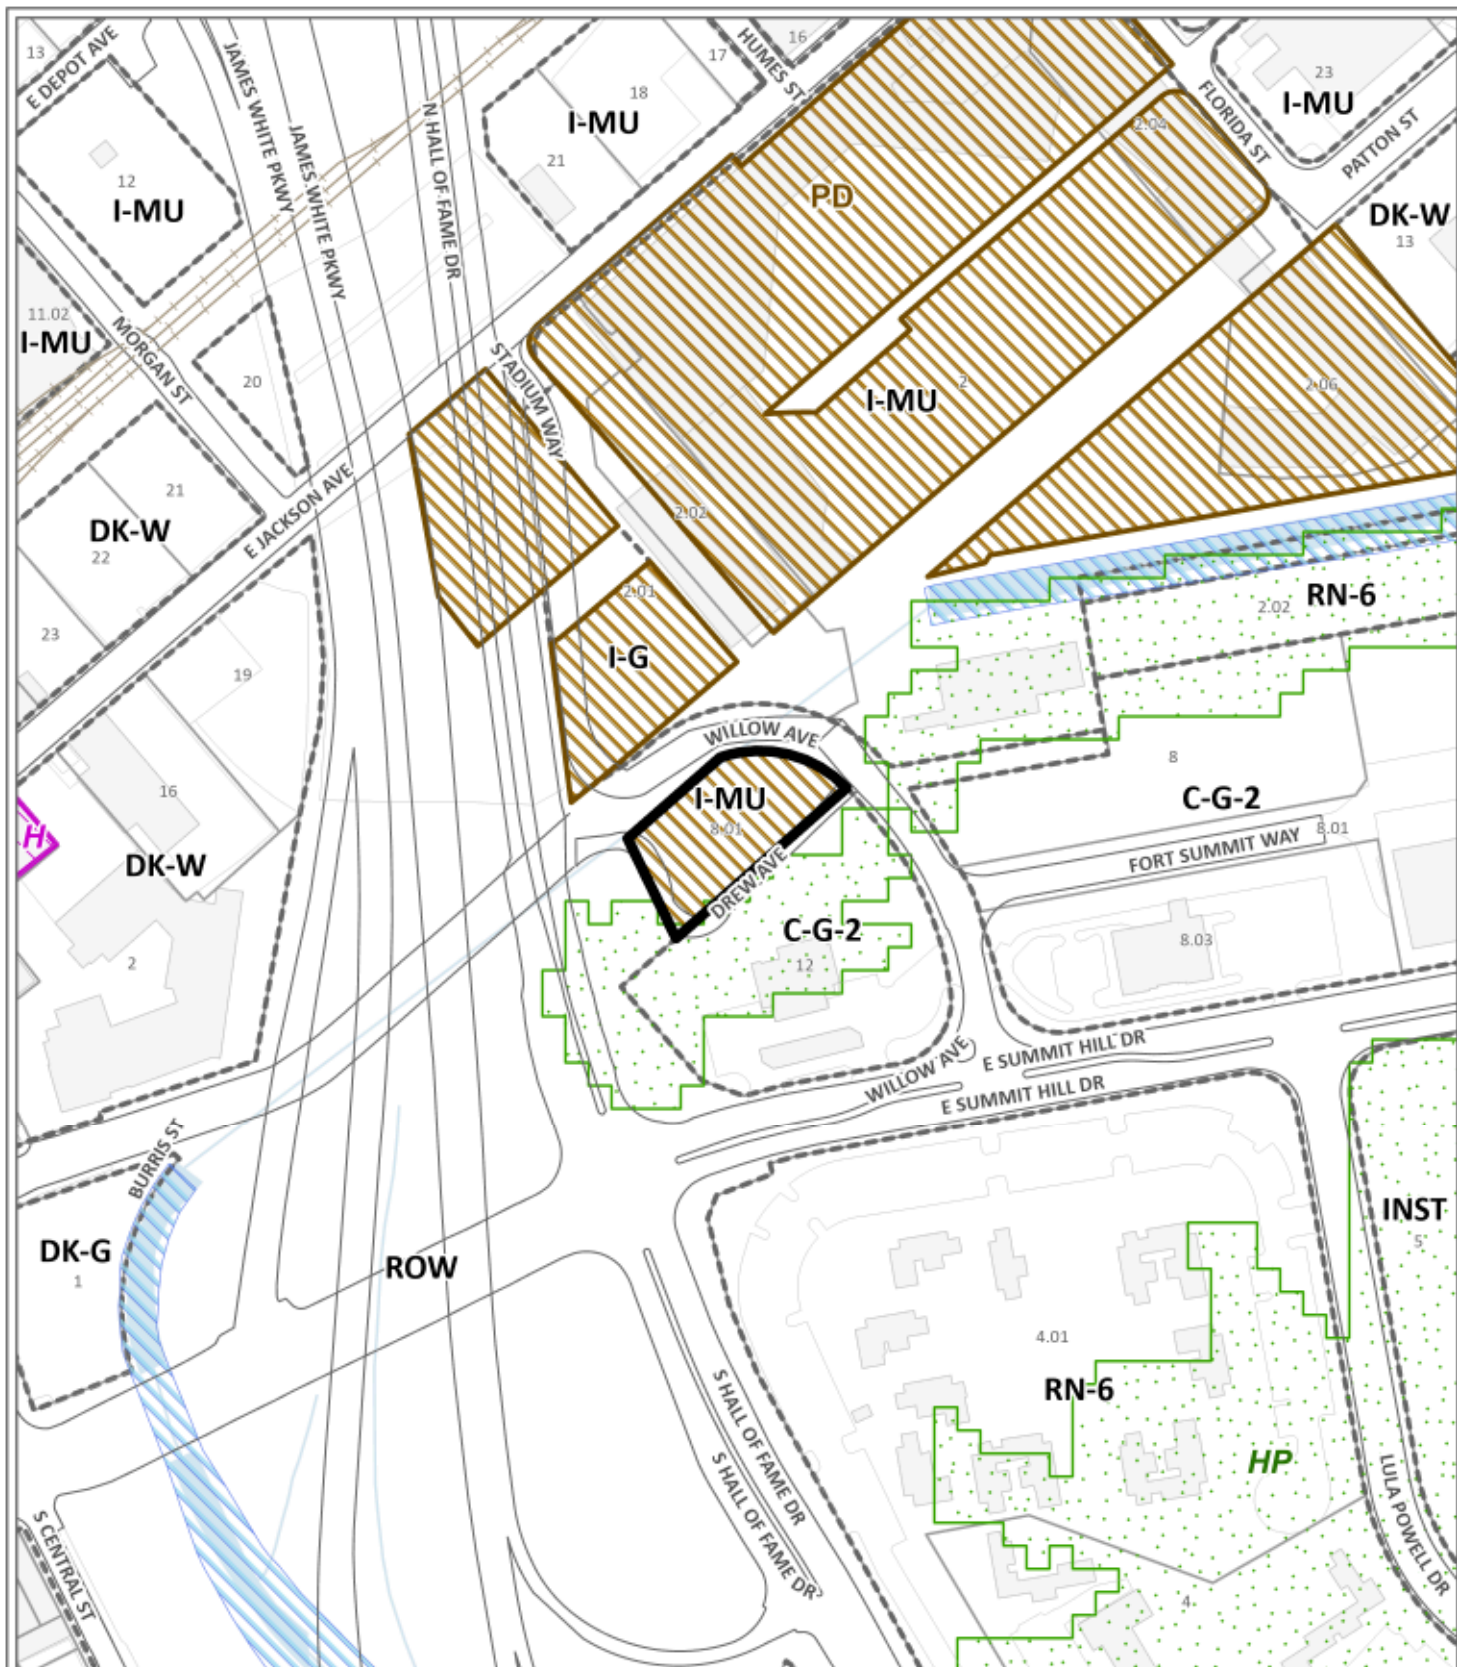 13
E DEPOT AVE
JAMES WHITE PKWY
JAMES WHITE PKWY
N HALL OF FAME DR
17
HUMES ST
16
18
I-MU
21
23
I-MU
FLORIDA ST
PATTON ST
2.04
12
I-MU
PD
DK-W
13
11.02
I-MU
MORGAN ST
20
STADIUM WAY
2
I-MU
2.06
21
DK-W
22
E JACKSON AVE
2.02
2.01
I-G
2.02
RN-6
23
19
WILLOW AVE
16
I-MU
8.01
8
C-G-2
8.01
FORT SUMMIT WAY
H
DK-W
DREW AVE
C-G-2
12
8.03
2
WILLOW AVE
E SUMMIT HILL DR
E SUMMIT HILL DR
BURRIS ST
DK-G
1
ROW
INST
5
4.01
RN-6
S HALL OF FAME DR
S HALL OF FAME DR
HP
LULA POWELL DR
S CENTRAL ST
4